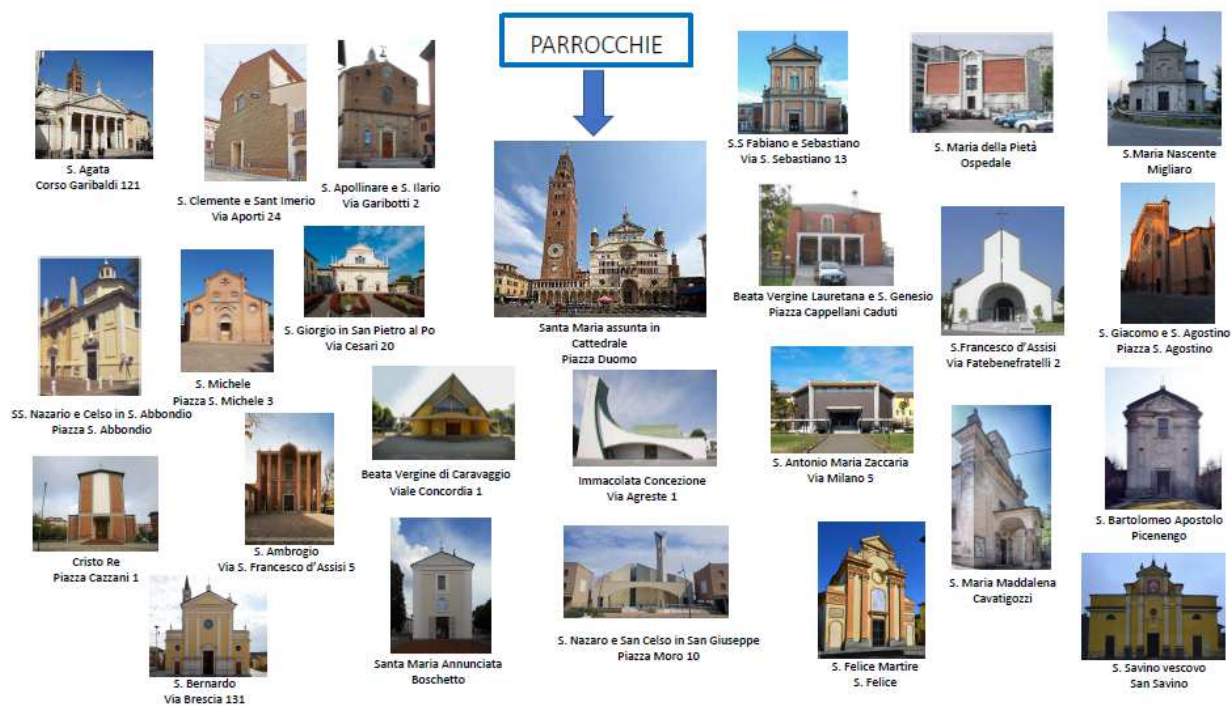 PARROCCHIE
S. Agata
Corso Garibaldi 121
S. Clemente e Sant Imerio
Via Aporti 24
S. Apollinare e S. Ilario
Via Garibotti 2
S.S Fabiano e Sebastiano
Via S. Sebastiano 13
S. Maria della Pietà
Ospedale
S.Maria Nascente
Migliaro
SS. Nazario e Celso in S. Abbondio
Piazza S. Abbondio
S. Michele
Piazza S. Michele 3
S. Giorgio in San Pietro al Po
Via Cesari 20
Santa Maria assunta in
Cattedrale
Piazza Duomo
Beata Vergine Lauretana e S. Genesio
Piazza Cappellani Caduti
S.Francesco d'Assisi
Via Fatebenefratelli 2
S. Giacomo e S. Agostino
Piazza S. Agostino
Cristo Re
Piazza Cazzani 1
S. Ambrogio
Via S. Francesco d'Assisi 5
Beata Vergine di Caravaggio
Viale Concordia 1
Immacolata Concezione
Via Agreste 1
S. Antonio Maria Zaccaria
Via Milano 5
S. Maria Maddalena
Cavatigozzi
S. Bartolomeo Apostolo
Picenengo
S. Bernardo
Via Brescia 131
Santa Maria Annunciata
Boschetto
S. Nazaro e San Celso in San Giuseppe
Piazza Moro 10
S. Felice Martire
S. Felice
S. Savino vescovo
San Savino